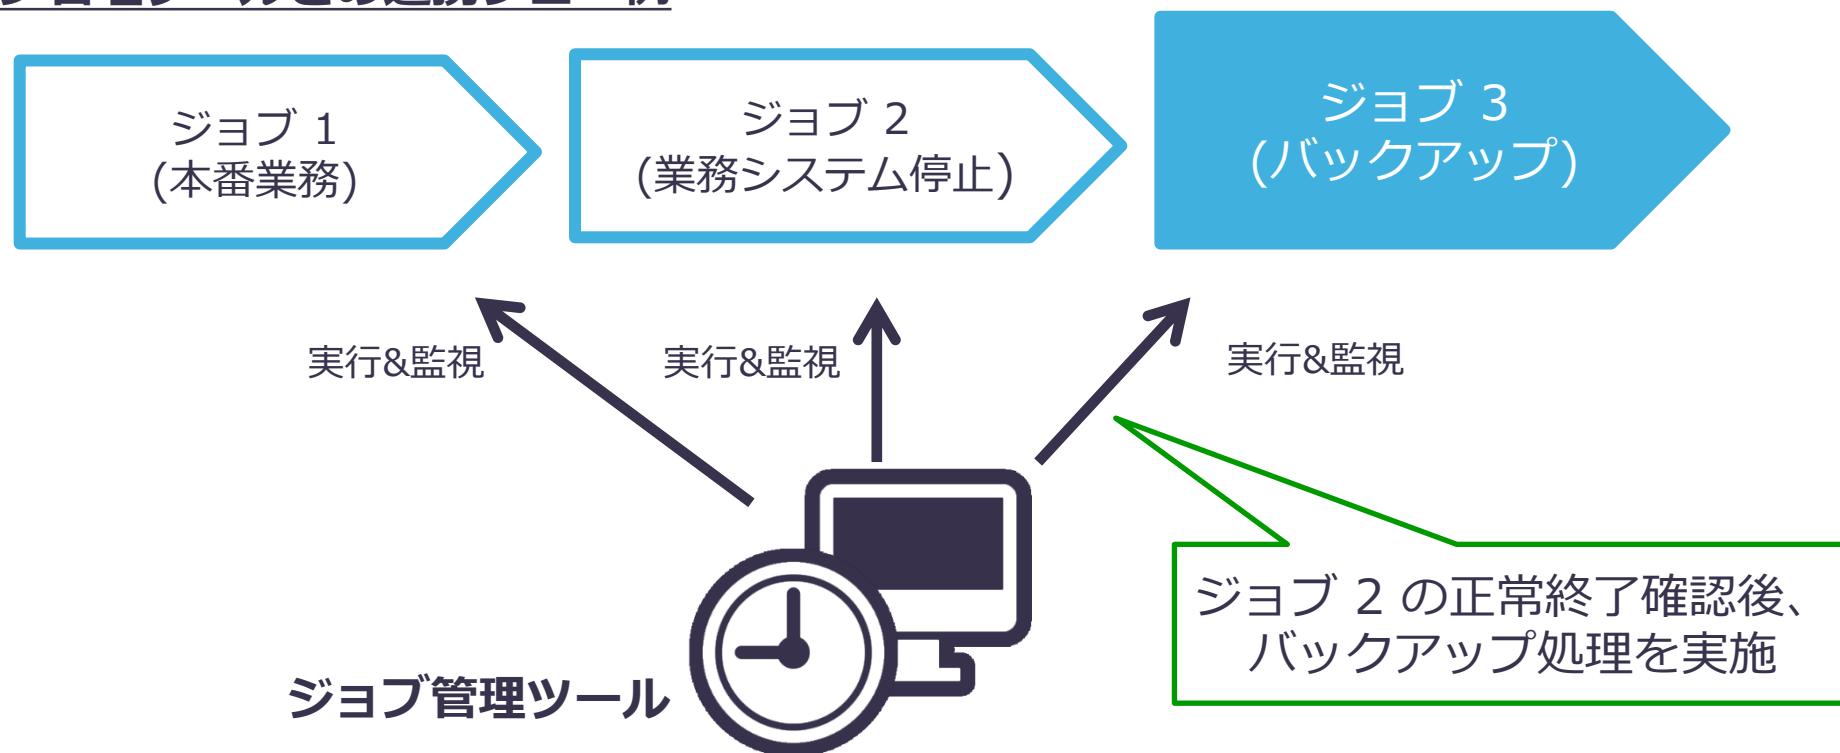 ジョブ 1
(本番業務)
ジョブ 2
(業務システム停止)
ジョブ 3
(バックアップ)
実行&監視
実行&監視
実行&監視
ジョブ 2 の正常終了確認後、
バックアップ処理を実施
ジョブ管理ツール